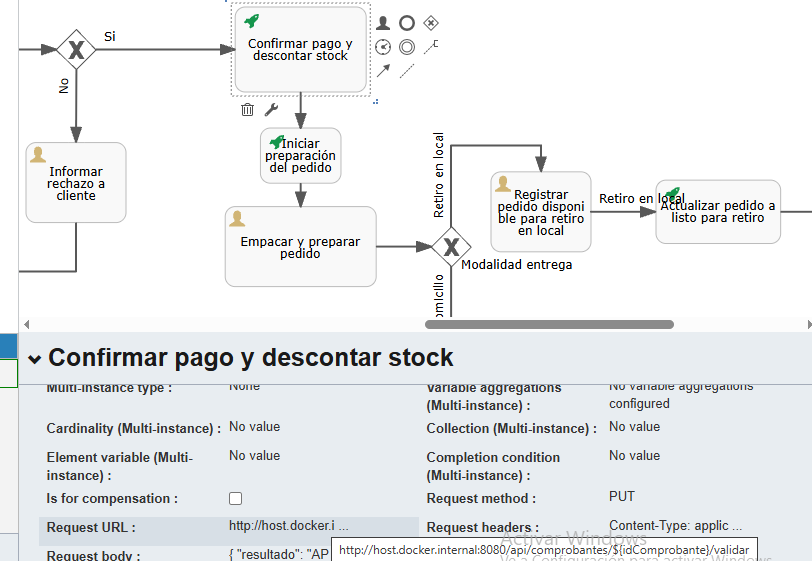 Si
No
Confirmar pago y
descontar stock
Iniciar
preparación
del pedido
Informar
rechazo a
cliente
Empacar y preparar
pedido
Retiro en local
Registrar
pedido disponi
ble para retiro
en local
Retiro en local
Actualizar pedido a
listo para retiro
Modalidad entrega
omicilio
Confirmar pago y descontar stock
Multi-instance type :
None
Variable aggregations
(Multi-instance) :
No variable aggregations
configured
Cardinality (Multi-instance) :
No value
Collection (Multi-instance) :
No value
Element variable (Multi-
instance) :
No value
Completion condition
(Multi-instance) :
No value
Is for compensation :
Request method :
PUT
Request URL :
http://host.docker.i ...
Request headers :
Content-Type: applic ...
Activar Windows
Request body :
{ "resultado": "AP
http://host.docker.internal:8080/api/comprobantes/${idComprobante}/validar
Ve a Configuración para activar Windows